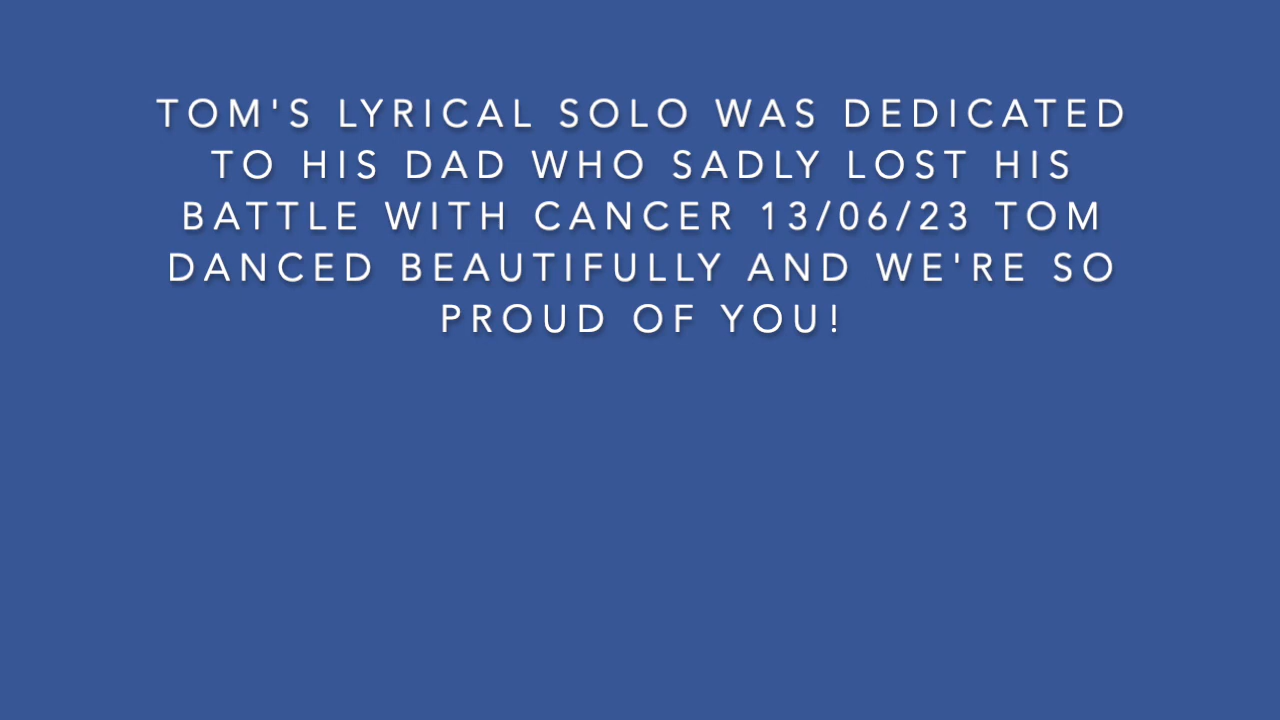 TOM'S LYRICAL SOLO WAS DEDICATED
TO HIS DAD WHO SADLY LOST HIS
BATTLE WITH CANCER 13/06/23 TOM
DANCED BEAUTIFULLY AND WE'RE SO
PROUD OF YOU!